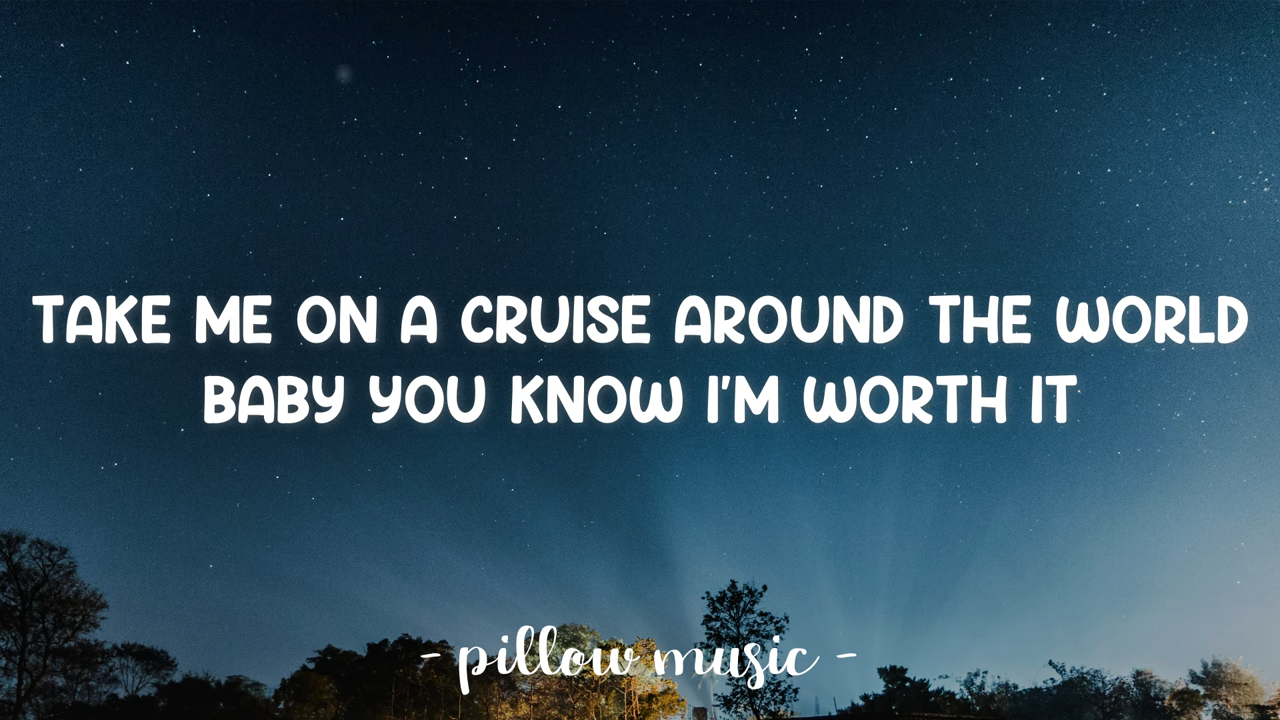 TAKE ME ON A CRUISE AROUND THE WORLD
BABY YOU KNOW I'M WORTH IT
- pillow music -